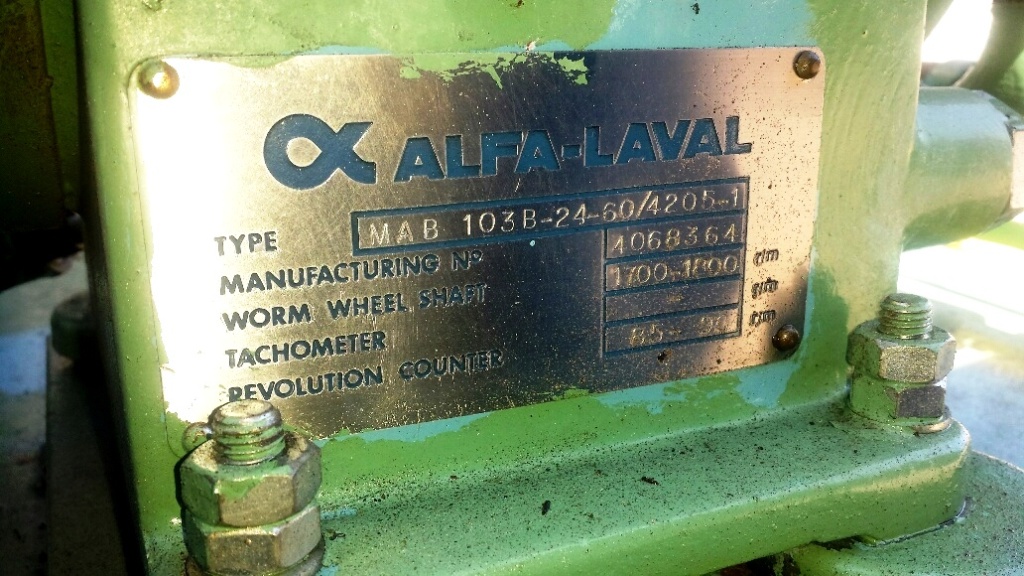 ALFA-LAVAL
TYPE MAB 103B-24-60/4205-1
MANUFACTURING Nº 4068364
WORM WHEEL SHAFT 1700-1800 r/m
TACHOMETER - r/m
REVOLUTION COUNTER 85- r/m